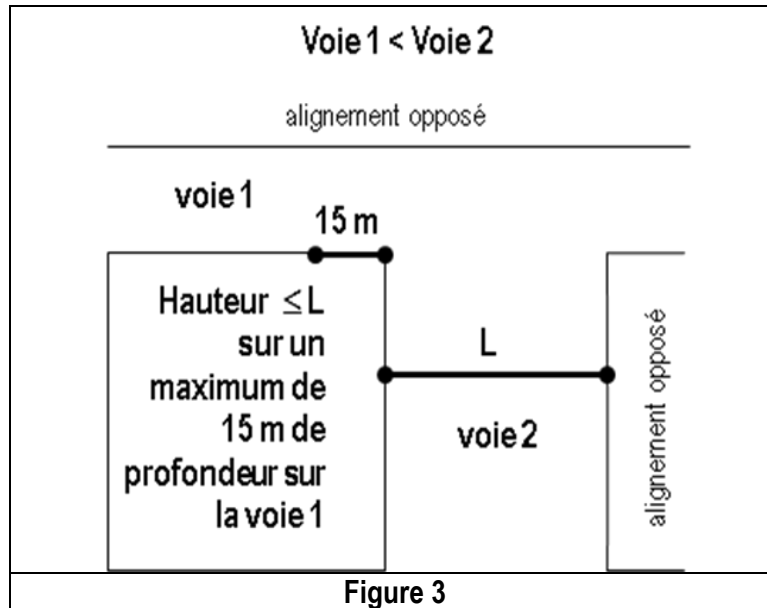 Voie 1 < Voie 2
alignement opposé
voie 1
15 m
Hauteur ≤ L
sur un
maximum de
15 m de
profondeur sur
la voie 1
L
voie 2
alignement opposé
Figure 3